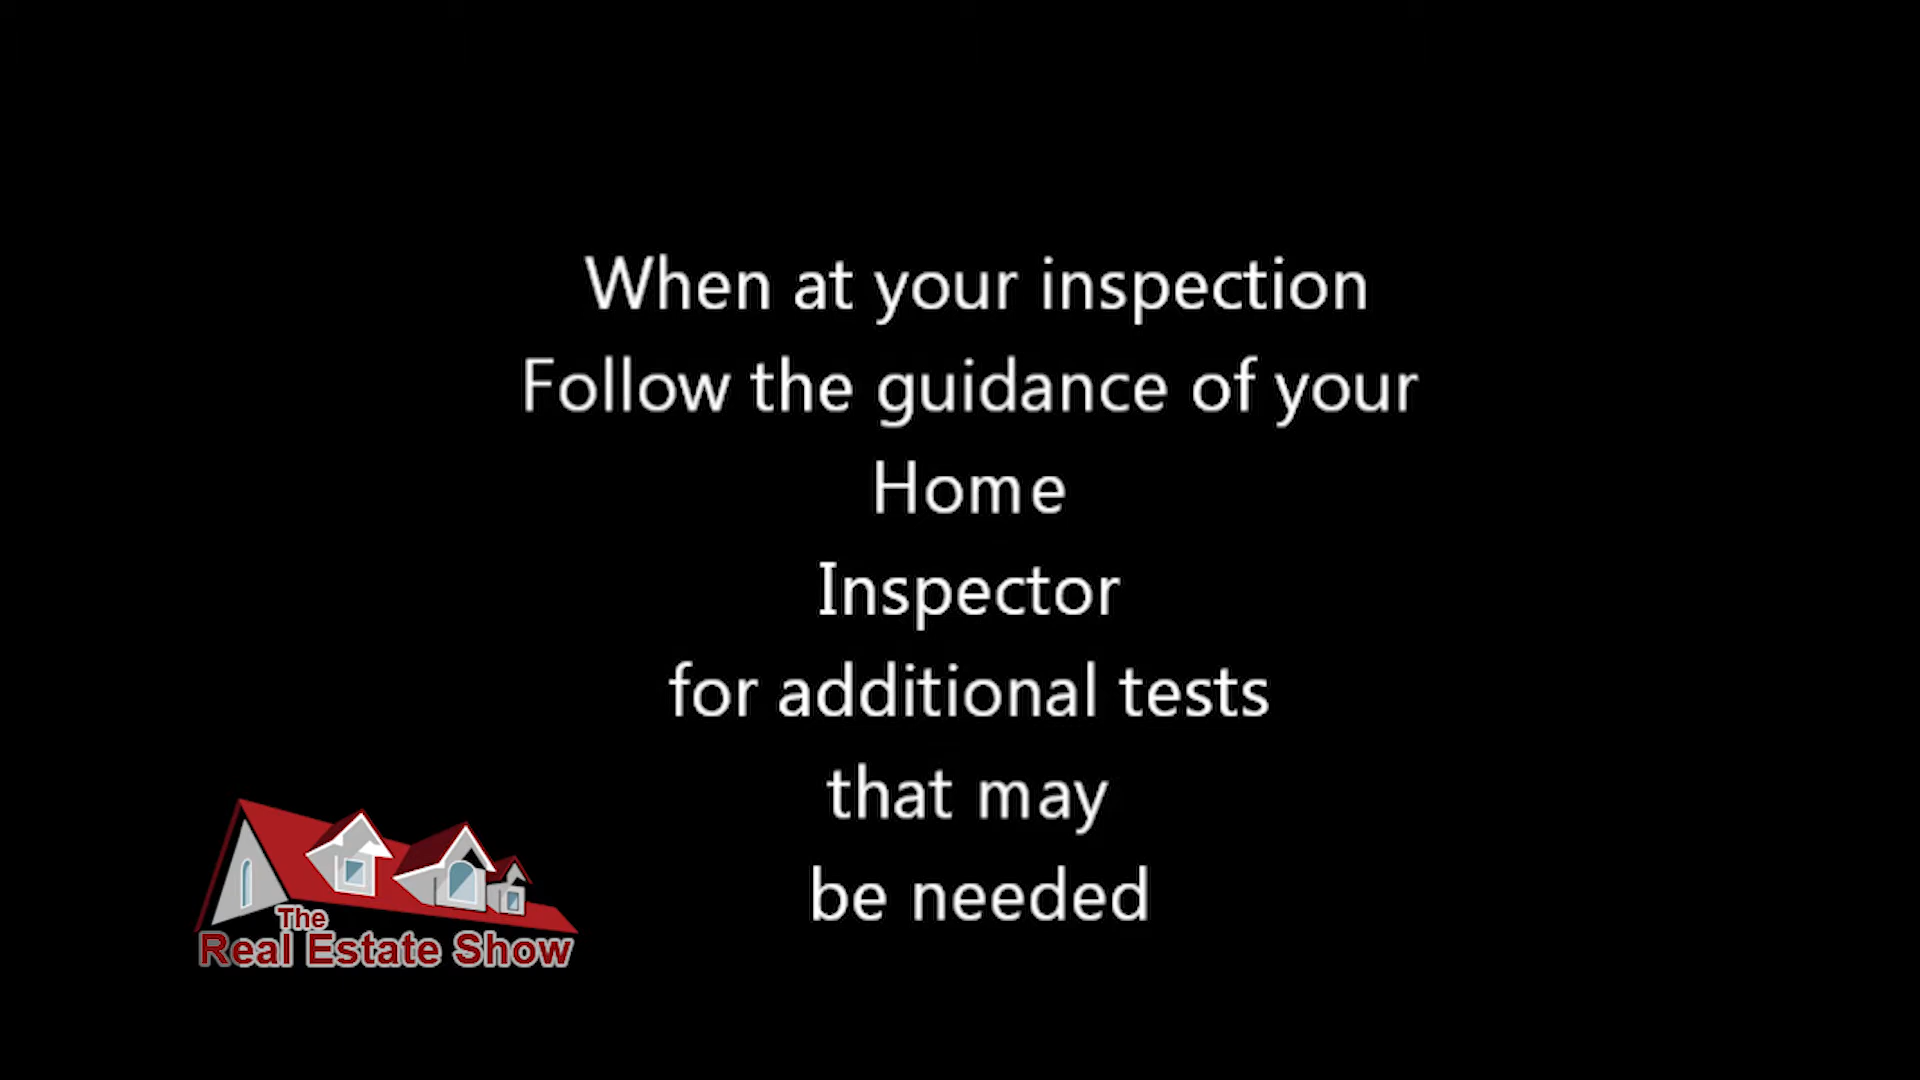 When at your inspection
Follow the guidance of your
Home
Inspector
for additional tests
that may
be needed
The
Real Estate Show